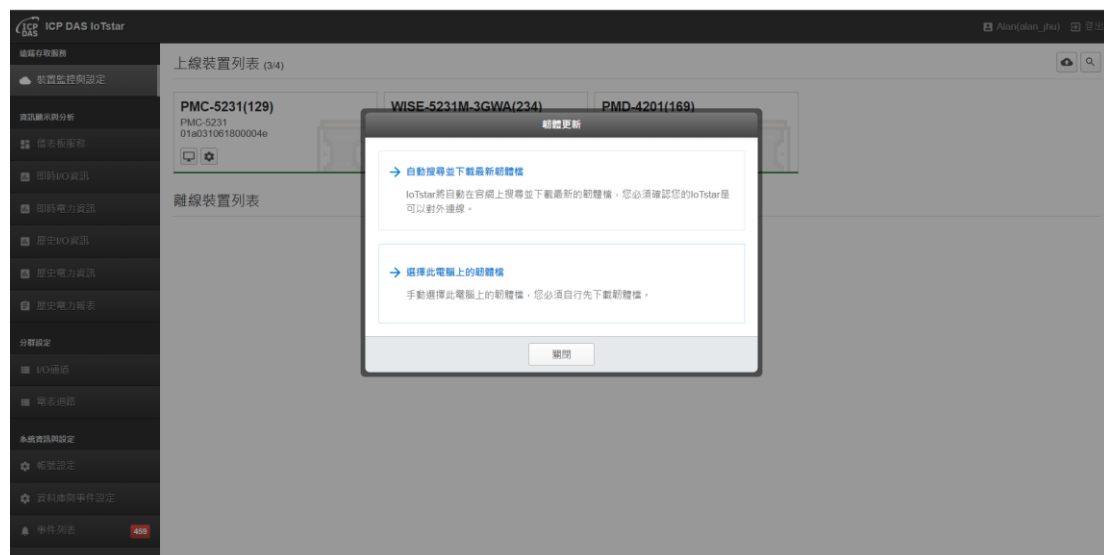 ICP DAS
ICP DAS IoTstar
Alan(alan_jhu) 登出
遠端存取服務
裝置監控與設定
資訊顯示與分析
儀表板服務
即時I/O資訊
即時電力資訊
歷史I/O資訊
歷史電力資訊
歷史電力報表
分群設定
I/O通道
電表迴路
系統資訊與設定
帳號設定
資料庫與事件設定
事件列表 455
上線裝置列表 (3/4)
PMC-5231(129)
PMC-5231
01a031061800004e
WISE-5231M-3GWA(234)
PMD-4201(169)
離線裝置列表
韌體更新
自動搜尋並下載最新韌體檔
IoTstar將自動在官網上搜尋並下載最新的韌體檔，您必須確認您的IoTstar是
可以對外連線。
選擇此電腦上的韌體檔
手動選擇此電腦上的韌體檔，您必須自行先下載韌體檔。
關閉